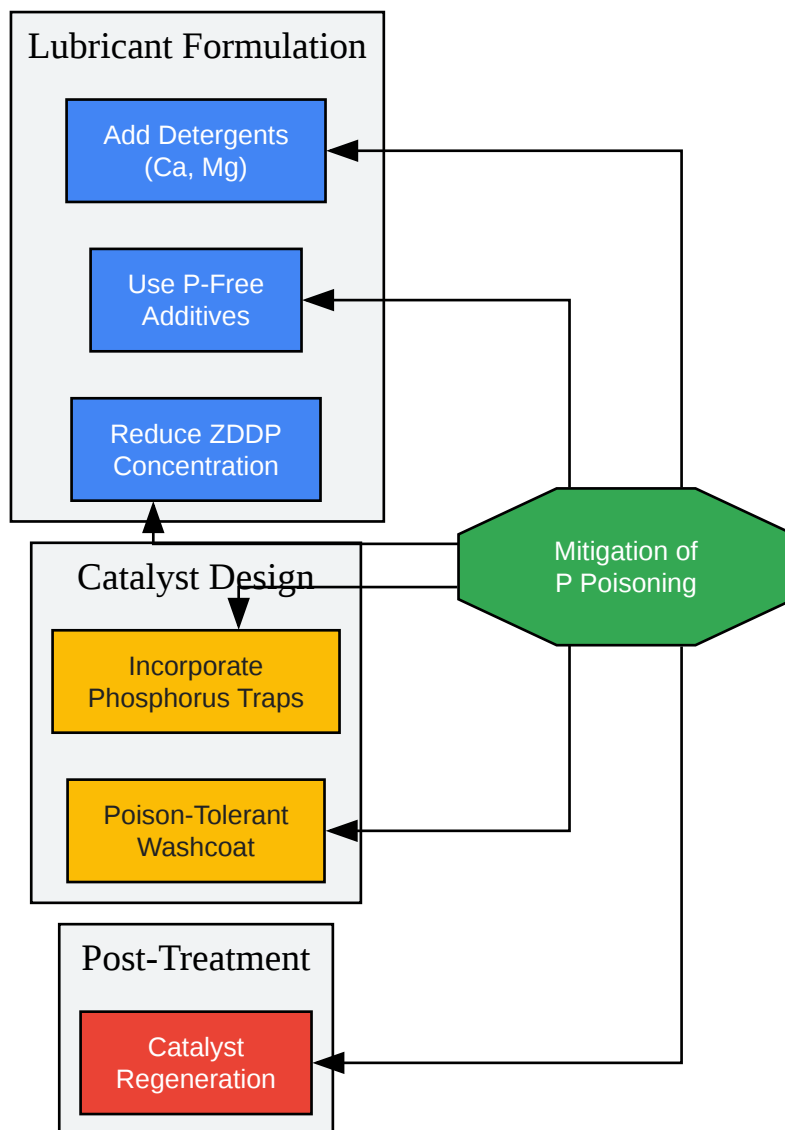 Lubricant Formulation
Add Detergents
(Ca, Mg)
Use P-Free
Additives
Reduce ZDDP
Concentration
Mitigation of
P Poisoning
Catalyst Design
Incorporate
Phosphorus Traps
Poison-Tolerant
Washcoat
Post-Treatment
Catalyst
Regeneration